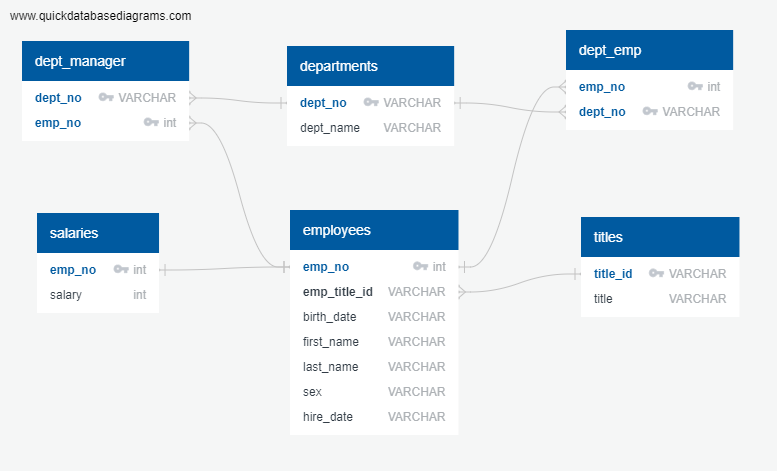 www.quickdatabasediagrams.com
dept_manager
dept_no VARCHAR
emp_no int
departments
dept_no VARCHAR
dept_name VARCHAR
dept_emp
emp_no int
dept_no VARCHAR
salaries
emp_no int
salary int
employees
emp_no int
emp_title_id VARCHAR
birth_date VARCHAR
first_name VARCHAR
last_name VARCHAR
sex VARCHAR
hire_date VARCHAR
titles
title_id VARCHAR
title VARCHAR